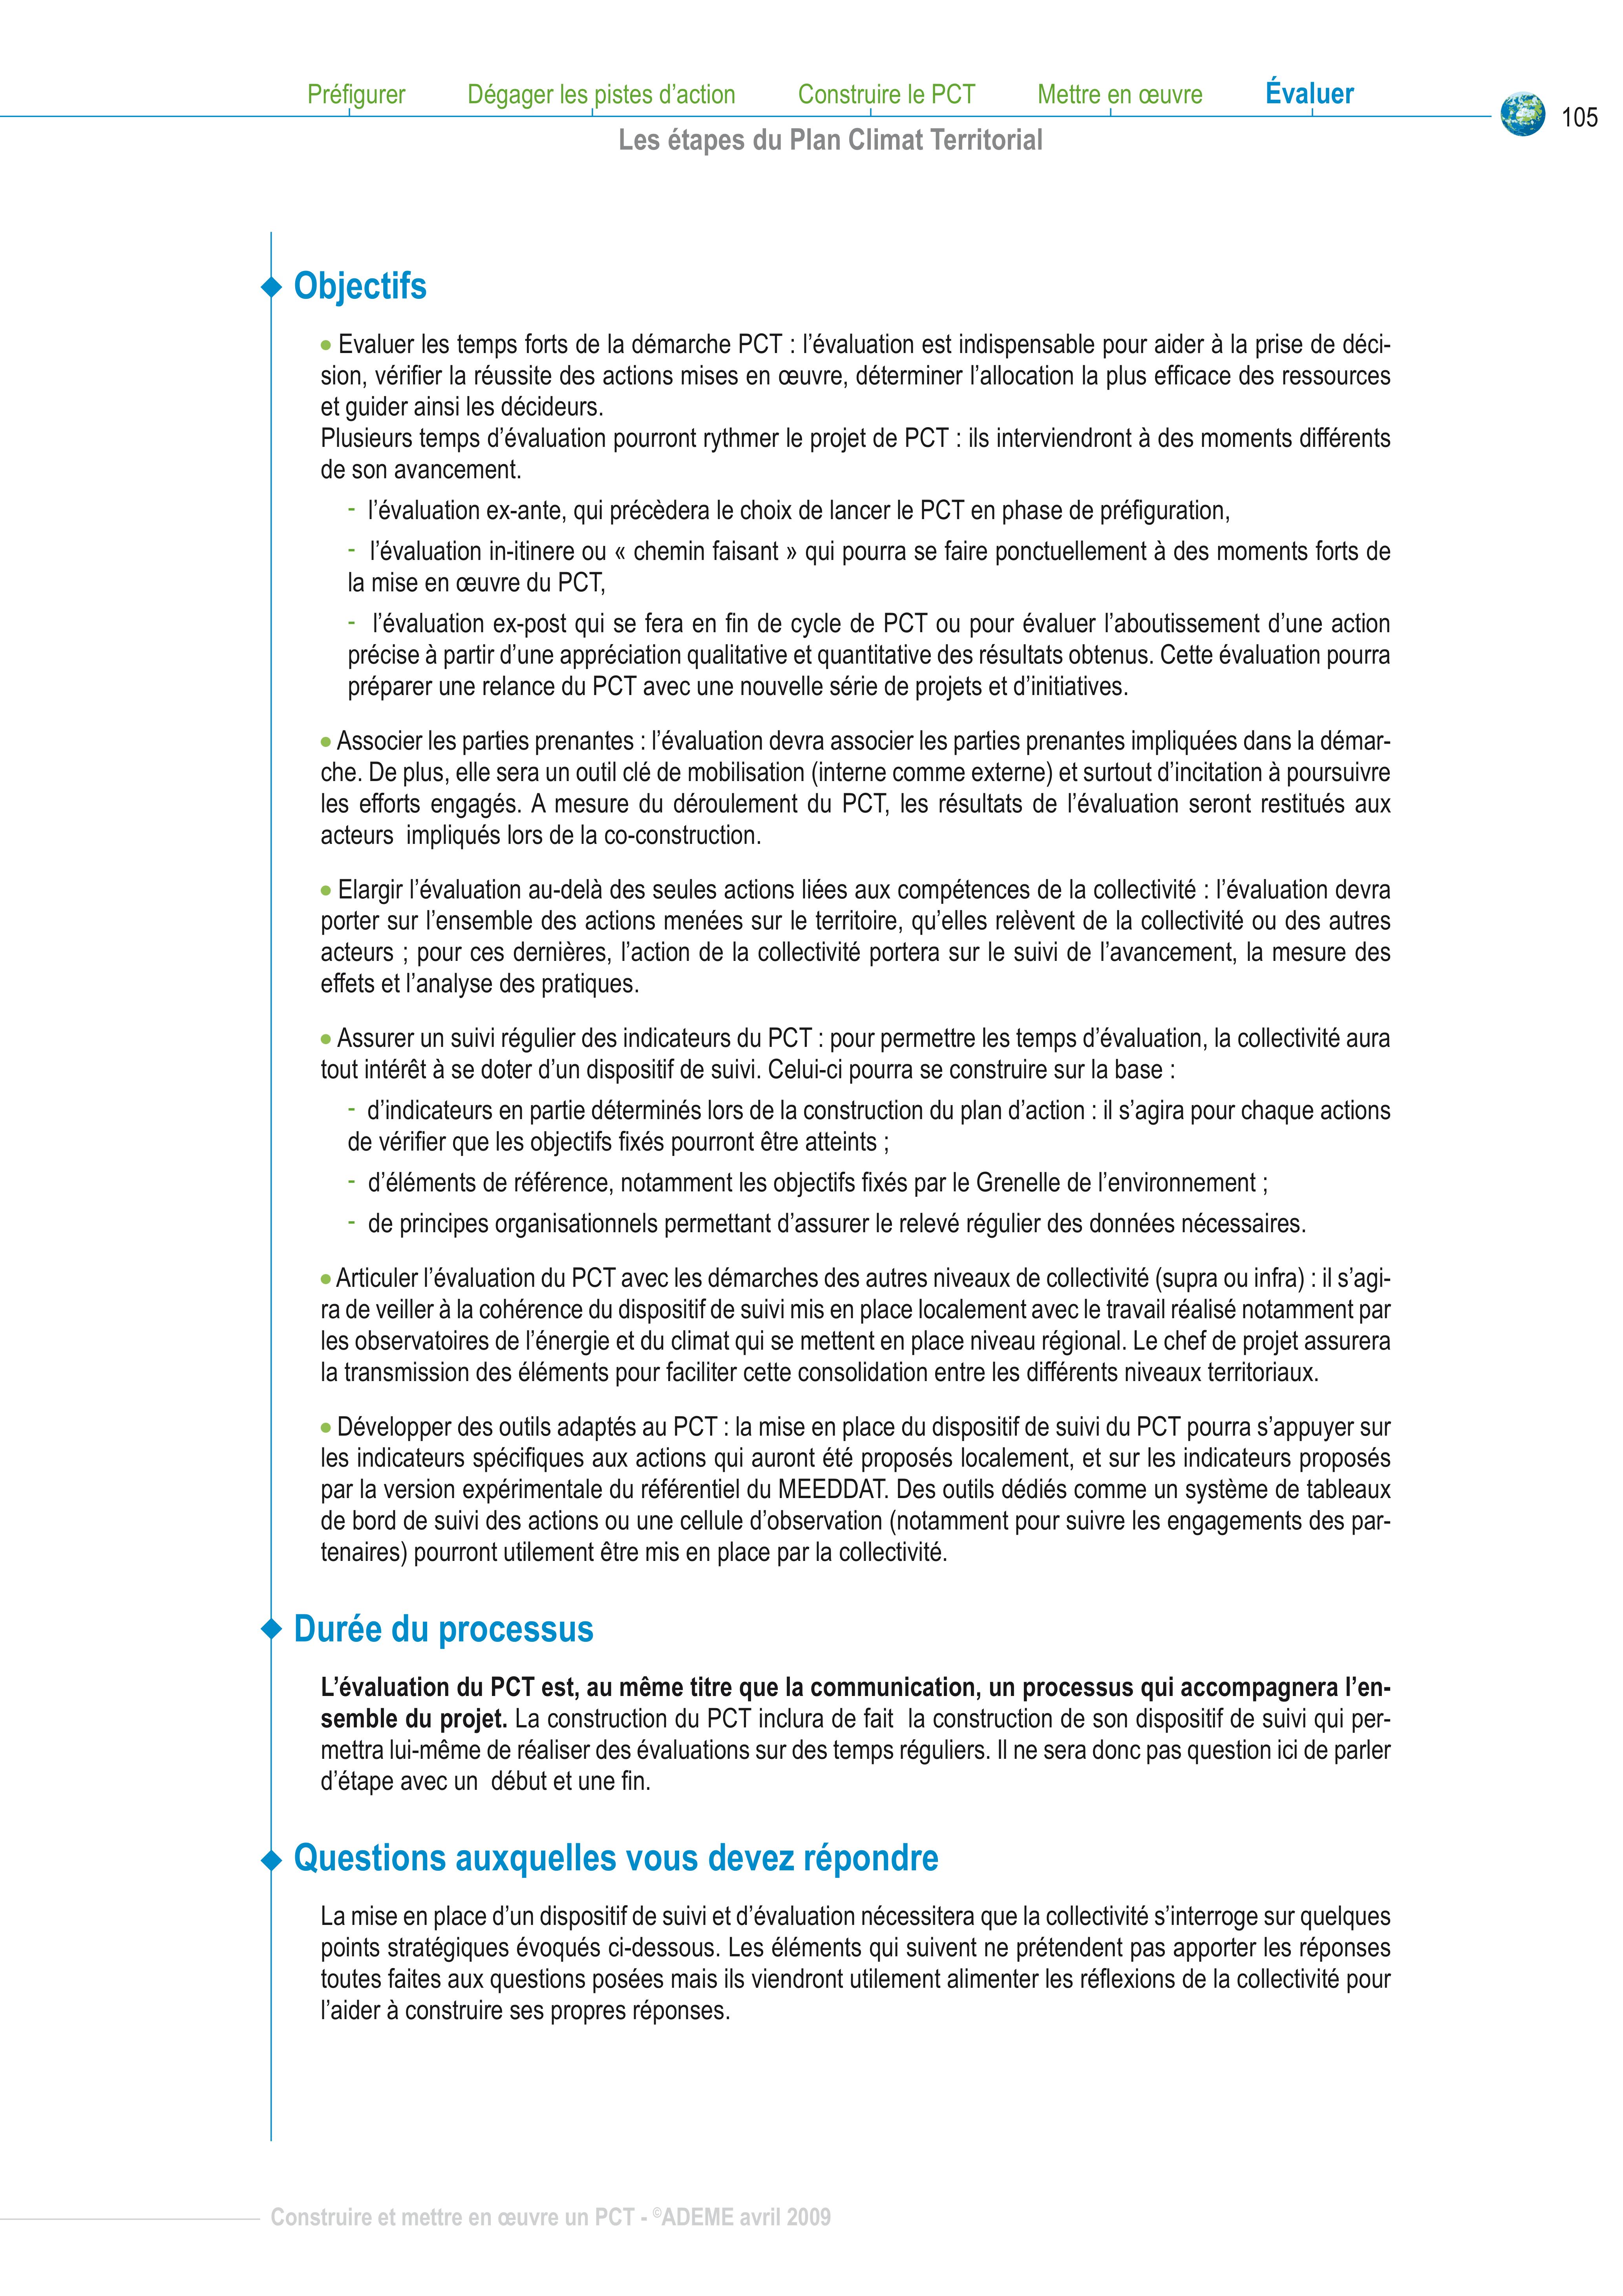 Préfigurer Dégager les pistes d'action Construire le PCT Mettre en œuvre Évaluer
105
Les étapes du Plan Climat Territorial
Objectifs
● Evaluer les temps forts de la démarche PCT : l'évaluation est indispensable pour aider à la prise de déci-
sion, vérifier la réussite des actions mises en œuvre, déterminer l'allocation la plus efficace des ressources
et guider ainsi les décideurs.
Plusieurs temps d'évaluation pourront rythmer le projet de PCT : ils interviendront à des moments différents
de son avancement.
- l'évaluation ex-ante, qui précèdera le choix de lancer le PCT en phase de préfiguration,
- l'évaluation in-itinere ou « chemin faisant » qui pourra se faire ponctuellement à des moments forts de
la mise en œuvre du PCT,
- l'évaluation ex-post qui se fera en fin de cycle de PCT ou pour évaluer l'aboutissement d'une action
précise à partir d'une appréciation qualitative et quantitative des résultats obtenus. Cette évaluation pourra
préparer une relance du PCT avec une nouvelle série de projets et d'initiatives.
● Associer les parties prenantes : l'évaluation devra associer les parties prenantes impliquées dans la démar-
che. De plus, elle sera un outil clé de mobilisation (interne comme externe) et surtout d'incitation à poursuivre
les efforts engagés. A mesure du déroulement du PCT, les résultats de l'évaluation seront restitués aux
acteurs impliqués lors de la co-construction.
● Elargir l'évaluation au-delà des seules actions liées aux compétences de la collectivité : l'évaluation devra
porter sur l'ensemble des actions menées sur le territoire, qu'elles relèvent de la collectivité ou des autres
acteurs ; pour ces dernières, l'action de la collectivité portera sur le suivi de l'avancement, la mesure des
effets et l'analyse des pratiques.
● Assurer un suivi régulier des indicateurs du PCT : pour permettre les temps d'évaluation, la collectivité aura
tout intérêt à se doter d'un dispositif de suivi. Celui-ci pourra se construire sur la base :
- d'indicateurs en partie déterminés lors de la construction du plan d'action : il s'agira pour chaque actions
de vérifier que les objectifs fixés pourront être atteints ;
- d'éléments de référence, notamment les objectifs fixés par le Grenelle de l'environnement ;
- de principes organisationnels permettant d'assurer le relevé régulier des données nécessaires.
● Articuler l'évaluation du PCT avec les démarches des autres niveaux de collectivité (supra ou infra) : il s'agi-
ra de veiller à la cohérence du dispositif de suivi mis en place localement avec le travail réalisé notamment par
les observatoires de l'énergie et du climat qui se mettent en place niveau régional. Le chef de projet assurera
la transmission des éléments pour faciliter cette consolidation entre les différents niveaux territoriaux.
● Développer des outils adaptés au PCT : la mise en place du dispositif de suivi du PCT pourra s'appuyer sur
les indicateurs spécifiques aux actions qui auront été proposés localement, et sur les indicateurs proposés
par la version expérimentale du référentiel du MEEDDAT. Des outils dédiés comme un système de tableaux
de bord de suivi des actions ou une cellule d'observation (notamment pour suivre les engagements des par-
tenaires) pourront utilement être mis en place par la collectivité.
Durée du processus
L'évaluation du PCT est, au même titre que la communication, un processus qui accompagnera l'en-
semble du projet. La construction du PCT inclura de fait la construction de son dispositif de suivi qui per-
mettra lui-même de réaliser des évaluations sur des temps réguliers. Il ne sera donc pas question ici de parler
d'étape avec un début et une fin.
Questions auxquelles vous devez répondre
La mise en place d'un dispositif de suivi et d'évaluation nécessitera que la collectivité s'interroge sur quelques
points stratégiques évoqués ci-dessous. Les éléments qui suivent ne prétendent pas apporter les réponses
toutes faites aux questions posées mais ils viendront utilement alimenter les réflexions de la collectivité pour
l'aider à construire ses propres réponses.
Construire et mettre en œuvre un PCT - ©ADEME avril 2009